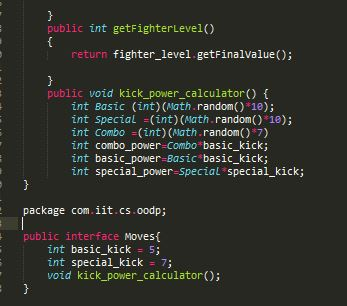 }
public int getFighterLevel()
{
return fighter_level.getFinalValue();
}
public void kick_power_calculator() {
int Basic (int)(Math.random()*10);
int Special =(int)(Math.random()*10);
int Combo =(int)(Math.random()*7)
int combo_power=Combo*basic_kick;
int basic_power=Basic*basic_kick;
int special_power=Special*special_kick;
}
package com.iit.cs.oodp;
public interface Moves{
int basic_kick = 5;
int special_kick = 7;
void kick_power_calculator();
}